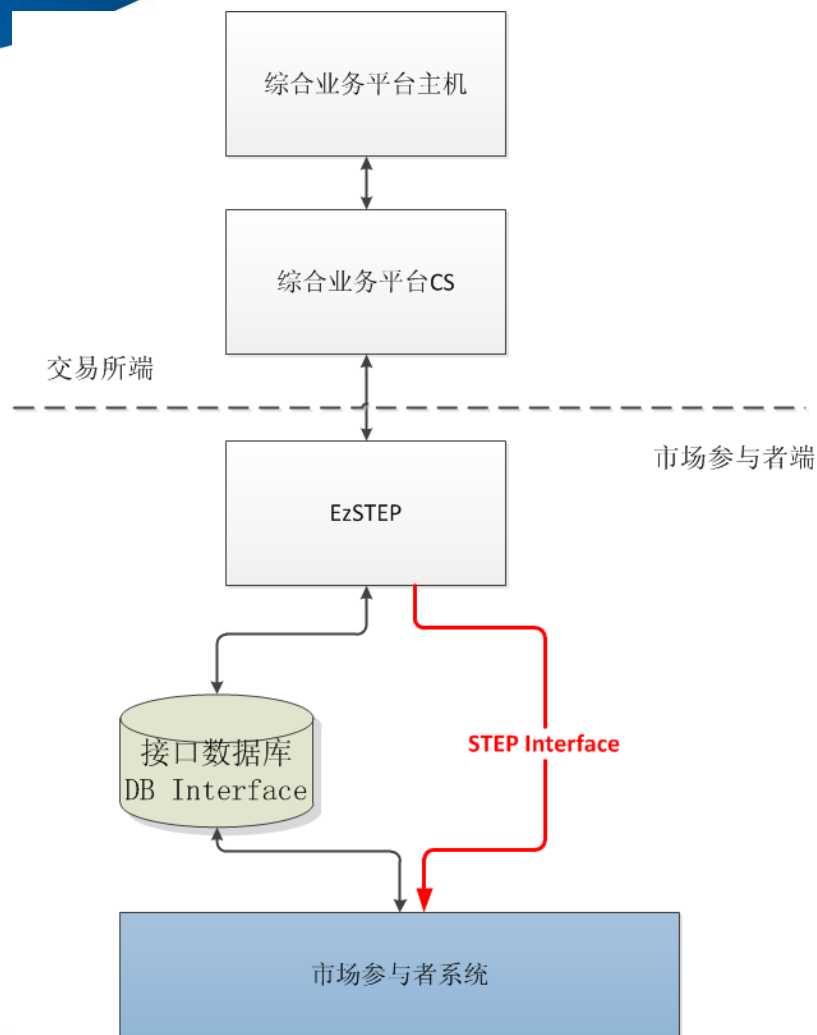 综合业务平台主机
综合业务平台CS
交易所端
市场参与者端
EzSTEP
STEP Interface
接口数据库
DB Interface
市场参与者系统